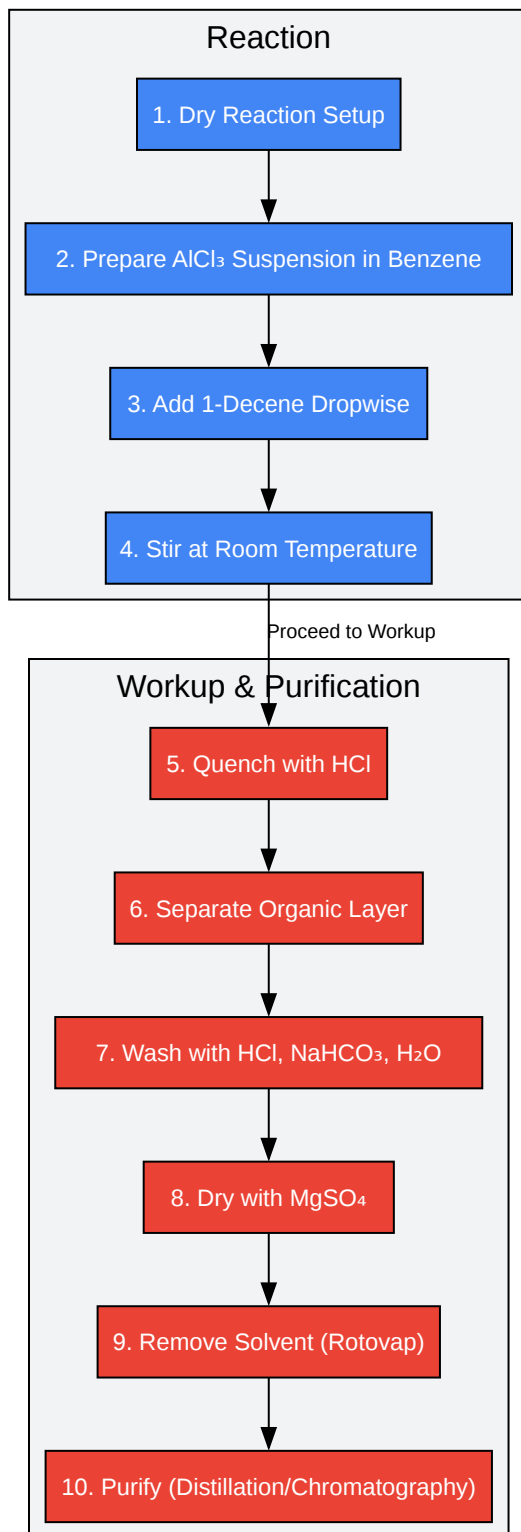 Reaction
1. Dry Reaction Setup
2. Prepare AlCl₃ Suspension in Benzene
3. Add 1-Decene Dropwise
4. Stir at Room Temperature
Proceed to Workup
Workup & Purification
5. Quench with HCl
6. Separate Organic Layer
7. Wash with HCl, NaHCO₃, H₂O
8. Dry with MgSO₄
9. Remove Solvent (Rotovap)
10. Purify (Distillation/Chromatography)